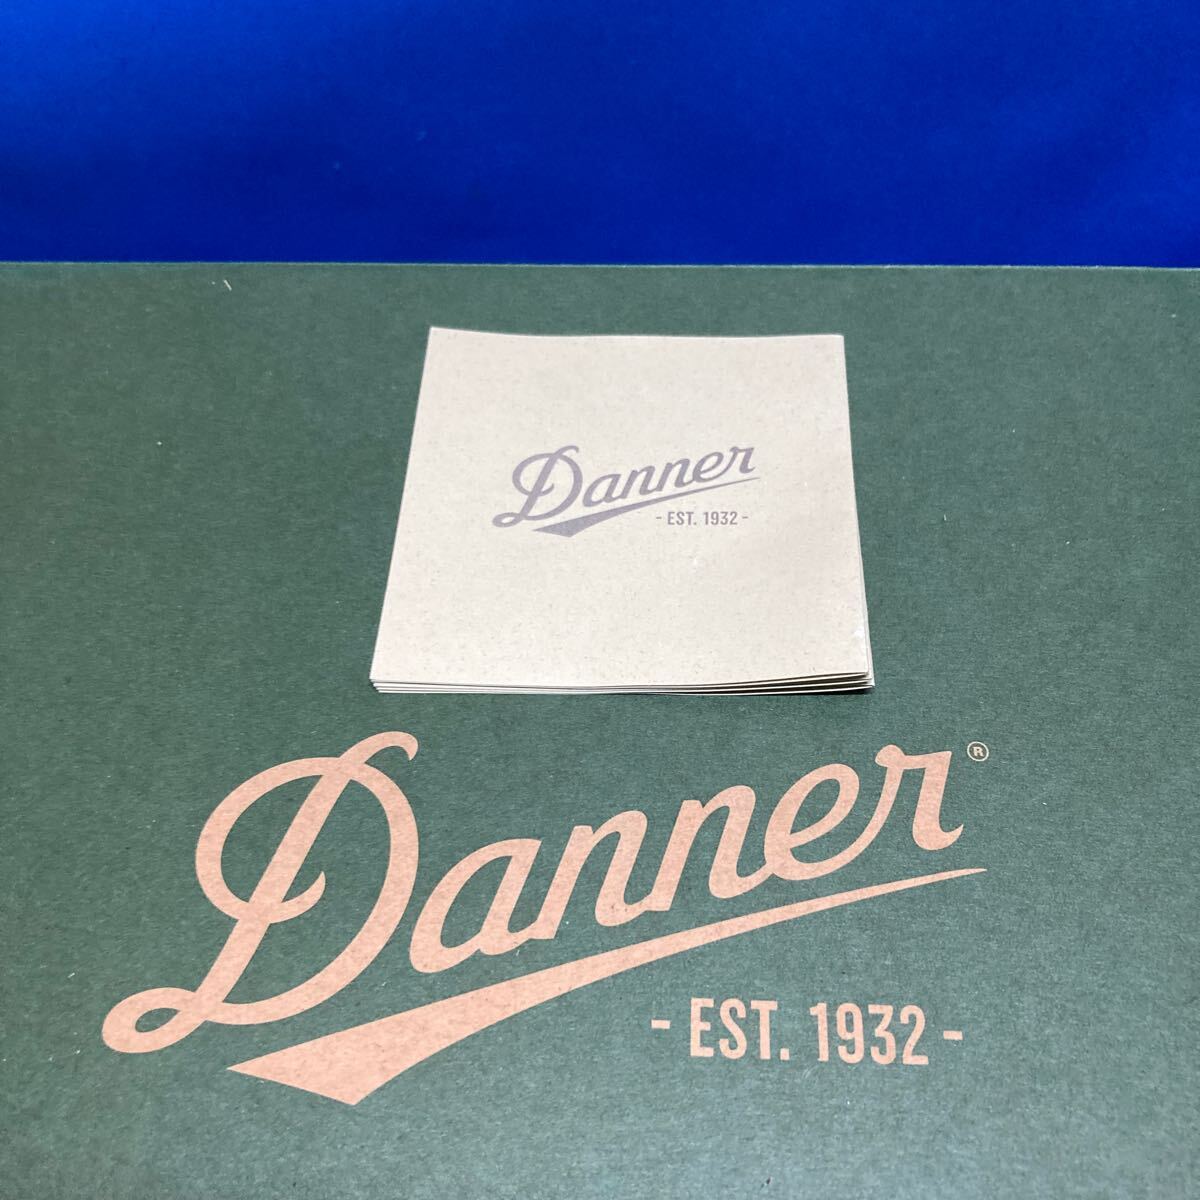 Danner
- EST. 1932 -
Danner®
- EST. 1932 -